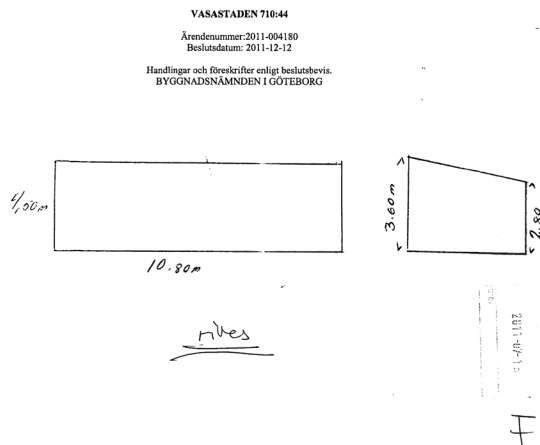 VASASTADEN 710:44
Ärendenummer:2011-004180
Beslutsdatum: 2011-12-12
Handlingar och föreskrifter enligt beslutsbevis.
BYGGNADSNÄMNDEN I GÖTEBORG
4,00m
10.80m
3.60m
2.80
rives